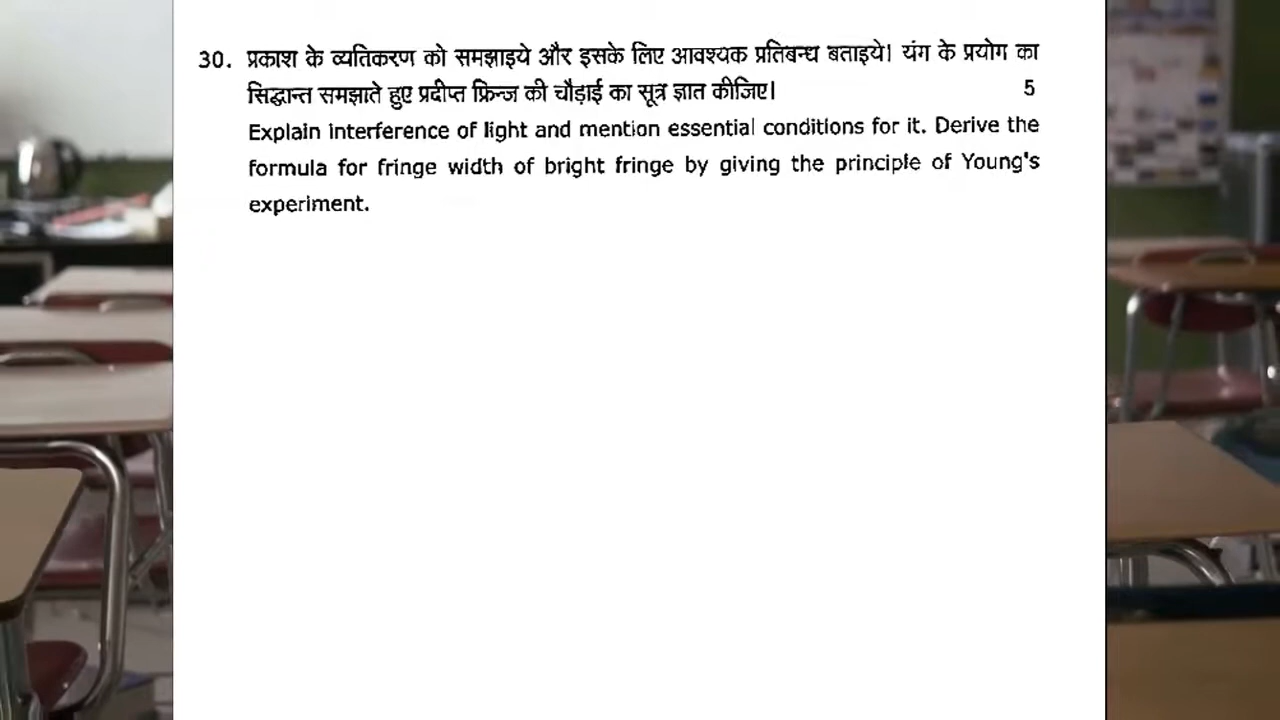 30. प्रकाश के व्यतिकरण को समझाइये और इसके लिए आवश्यक प्रतिबन्ध बताइये। यंग के प्रयोग का
सिद्धान्त समझाते हुए प्रदीप्त फ्रिन्ज की चौड़ाई का सूत्र ज्ञात कीजिए। 5
Explain interference of light and mention essential conditions for it. Derive the
formula for fringe width of bright fringe by giving the principle of Young's
experiment.